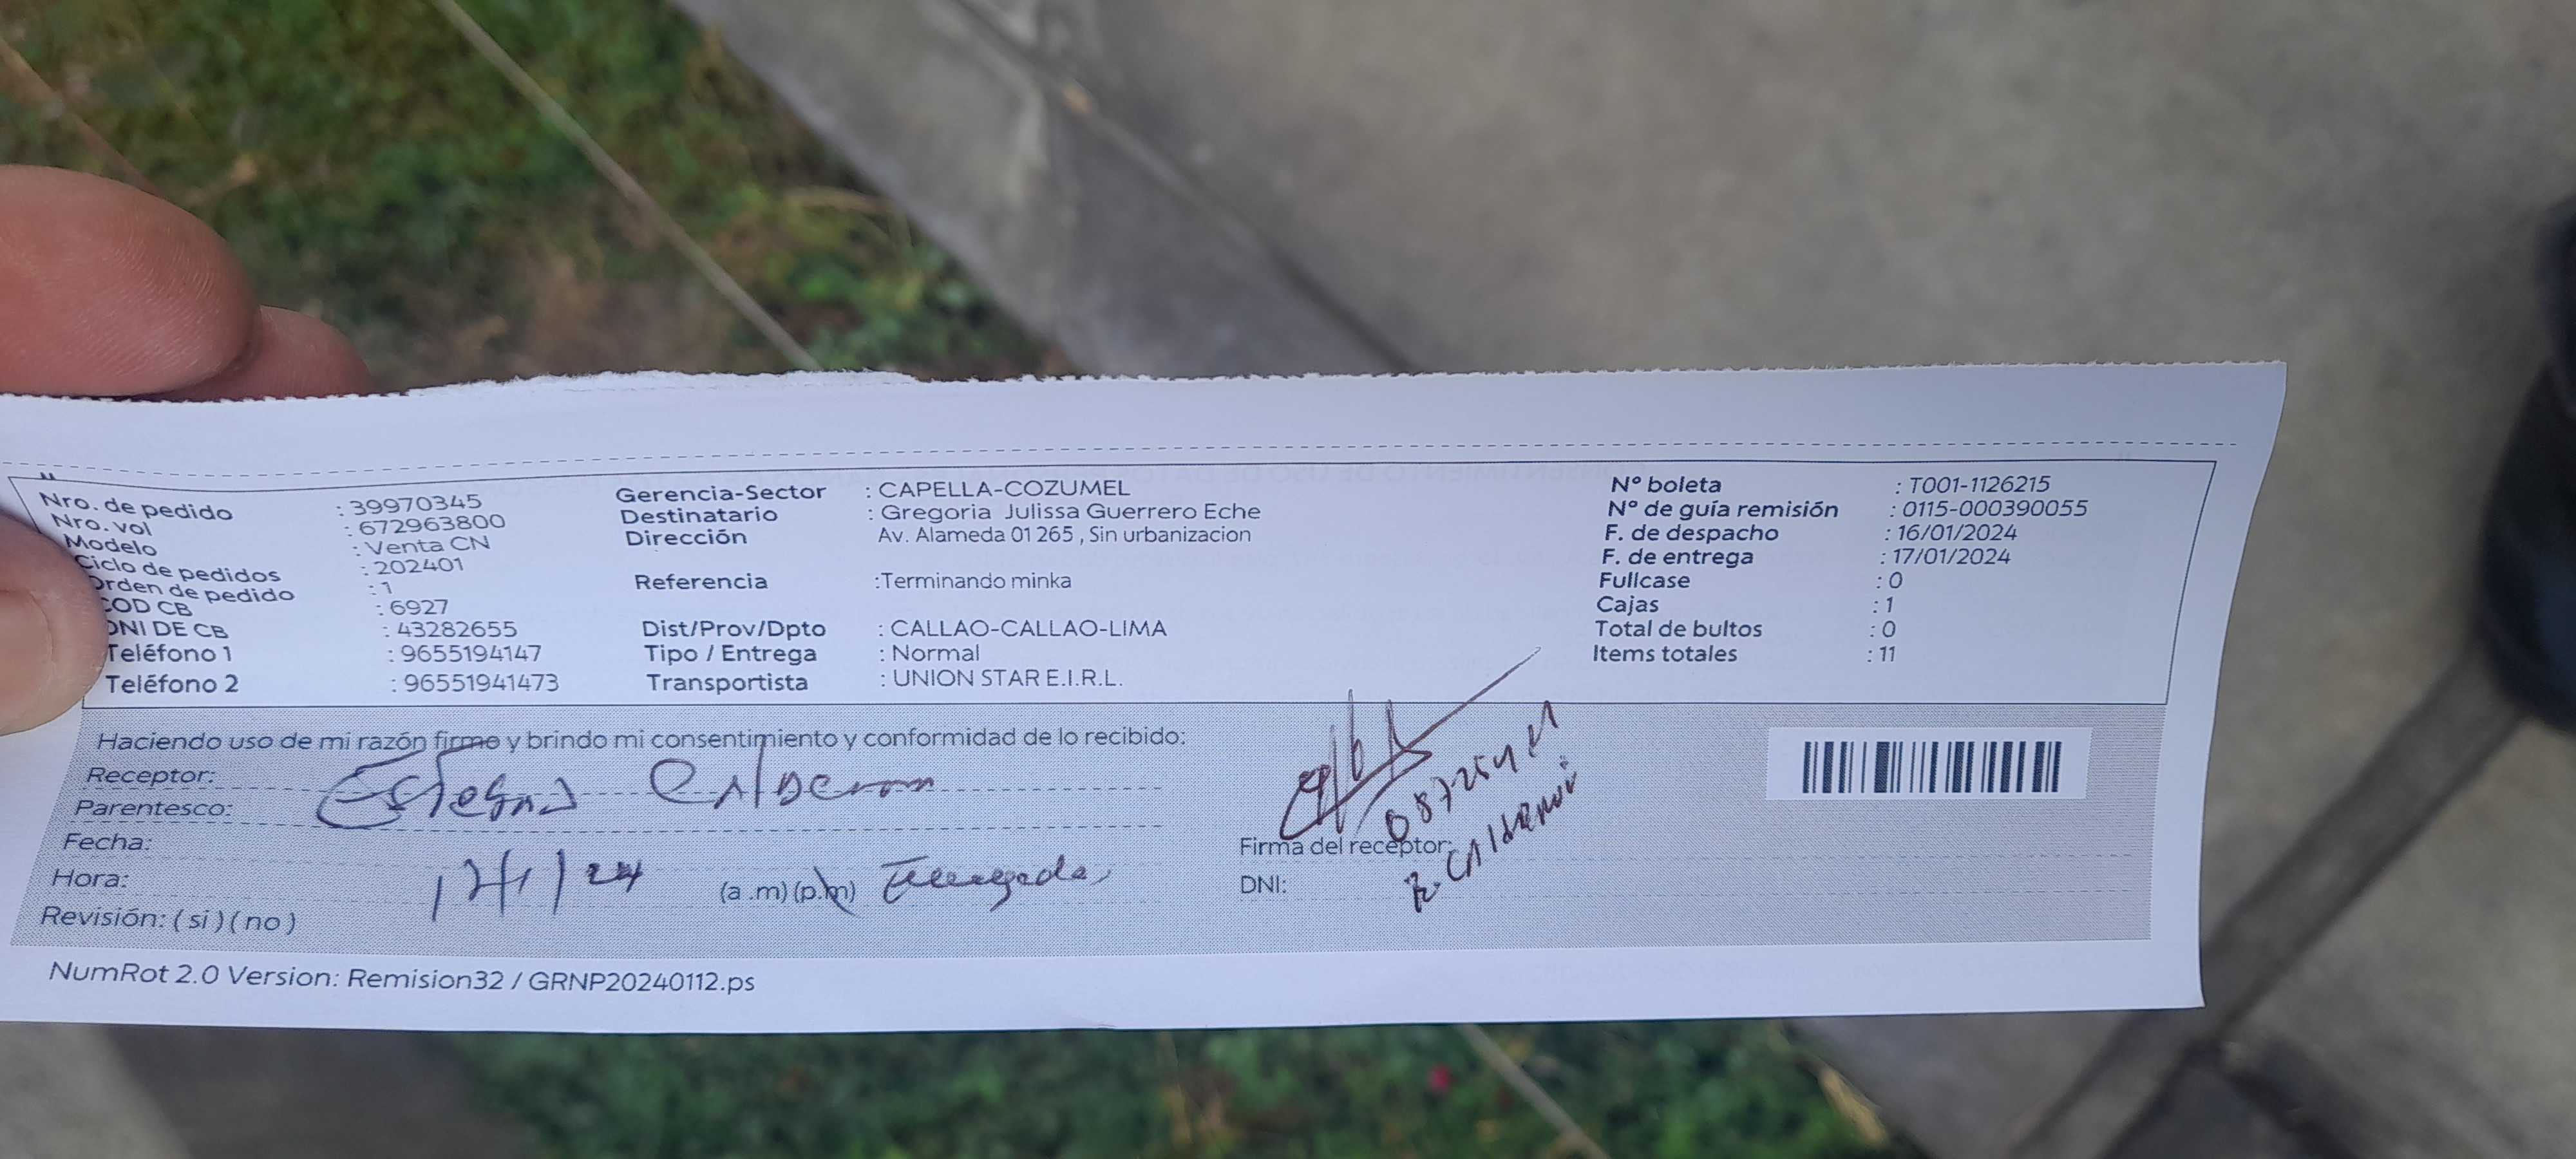 Nro. de pedido : 39970345
Nro. vol : 672963800
Modelo : Venta CN
Ciclo de pedidos : 202401
Orden de pedido : 1
COD CB : 6927
DNI DE CB : 43282655
Teléfono 1 : 9655194147
Teléfono 2 : 96551941473
Gerencia-Sector : CAPELLA-COZUMEL
Destinatario : Gregoria Julissa Guerrero Eche
Dirección Av. Alameda 01 265 , Sin urbanizacion
Referencia :Terminando minka
Dist/Prov/Dpto : CALLAO-CALLAO-LIMA
Tipo / Entrega : Normal
Transportista : UNION STAR E.I.R.L.
Nº boleta : T001-1126215
Nº de guía remisión : 0115-000390055
F. de despacho : 16/01/2024
F. de entrega : 17/01/2024
Fullcase : 0
Cajas : 1
Total de bultos : 0
Items totales : 11
Haciendo uso de mi razón firmo y brindo mi consentimiento y conformidad de lo recibido:
Receptor:
Parentesco: Calderon
Fecha:
Hora: 17/1/24 (a .m) (p.m)
Revisión: ( si ) ( no )
Firma del receptor:
DNI:
NumRot 2.0 Version: Remision32 / GRNP20240112.ps